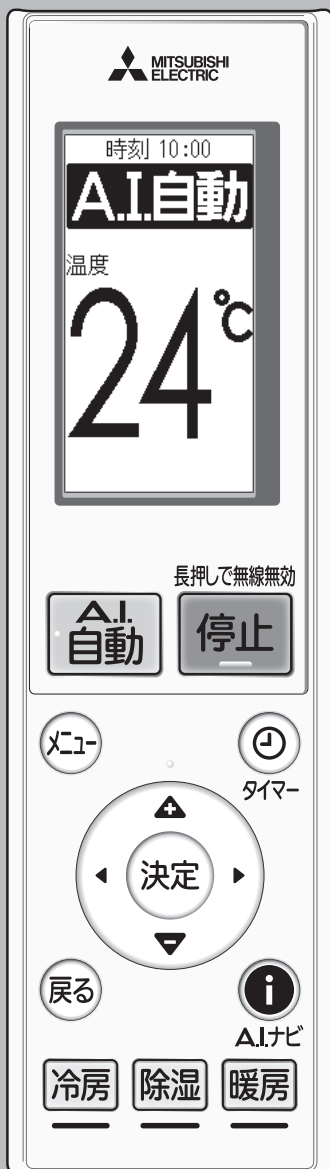 MITSUBISHI
ELECTRIC
時刻 10:00
A.I.自動
温度
24℃
長押しで無線無効
A.I.
自動
停止
メニュー
タイマー
決定
戻る
i
A.I.ナビ
冷房
除湿
暖房